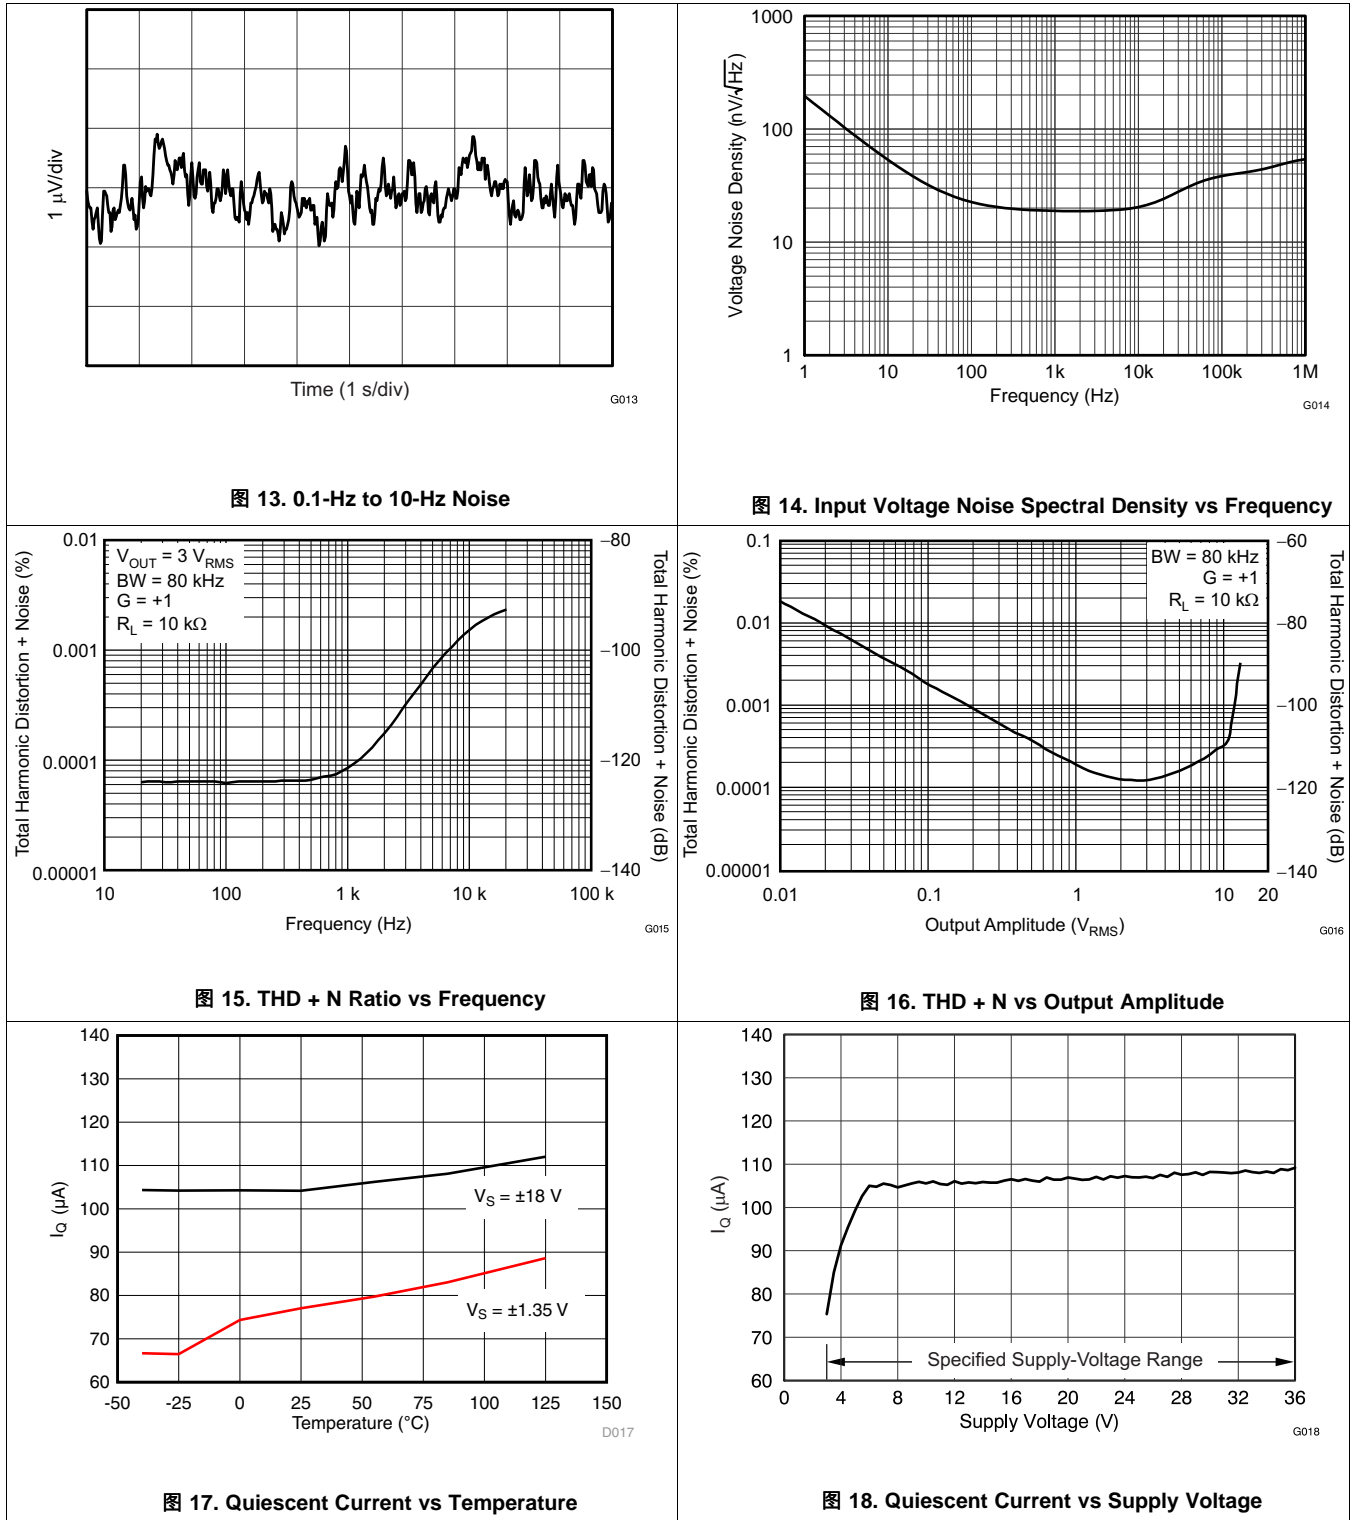 1 µV/div
Time (1 s/div)
G013
图 13. 0.1-Hz to 10-Hz Noise
1000
100
10
1
Voltage Noise Density (nV/√Hz)
1 10 100 1k 10k 100k 1M
Frequency (Hz)
G014
图 14. Input Voltage Noise Spectral Density vs Frequency
0.01
0.001
0.0001
0.00001
Total Harmonic Distortion + Noise (%)
V_OUT = 3 V_RMS
BW = 80 kHz
G = +1
R_L = 10 kΩ
−80
−100
−120
−140
Total Harmonic Distortion + Noise (dB)
10 100 1 k 10 k 100 k
Frequency (Hz)
G015
图 15. THD + N Ratio vs Frequency
0.1
0.01
0.001
0.0001
0.00001
Total Harmonic Distortion + Noise (%)
BW = 80 kHz
G = +1
R_L = 10 kΩ
−60
−80
−100
−120
−140
Total Harmonic Distortion + Noise (dB)
0.01 0.1 1 10 20
Output Amplitude (V_RMS)
G016
图 16. THD + N vs Output Amplitude
140
130
120
110
100
90
80
70
60
I_Q (µA)
V_S = ±18 V
V_S = ±1.35 V
-50 -25 0 25 50 75 100 125 150
Temperature (°C)
D017
图 17. Quiescent Current vs Temperature
140
130
120
110
100
90
80
70
60
I_Q (µA)
Specified Supply-Voltage Range
0 4 8 12 16 20 24 28 32 36
Supply Voltage (V)
G018
图 18. Quiescent Current vs Supply Voltage